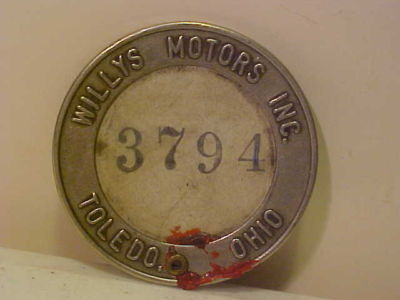 WILLYS MOTORS INC.
3794
TOLEDO, OHIO